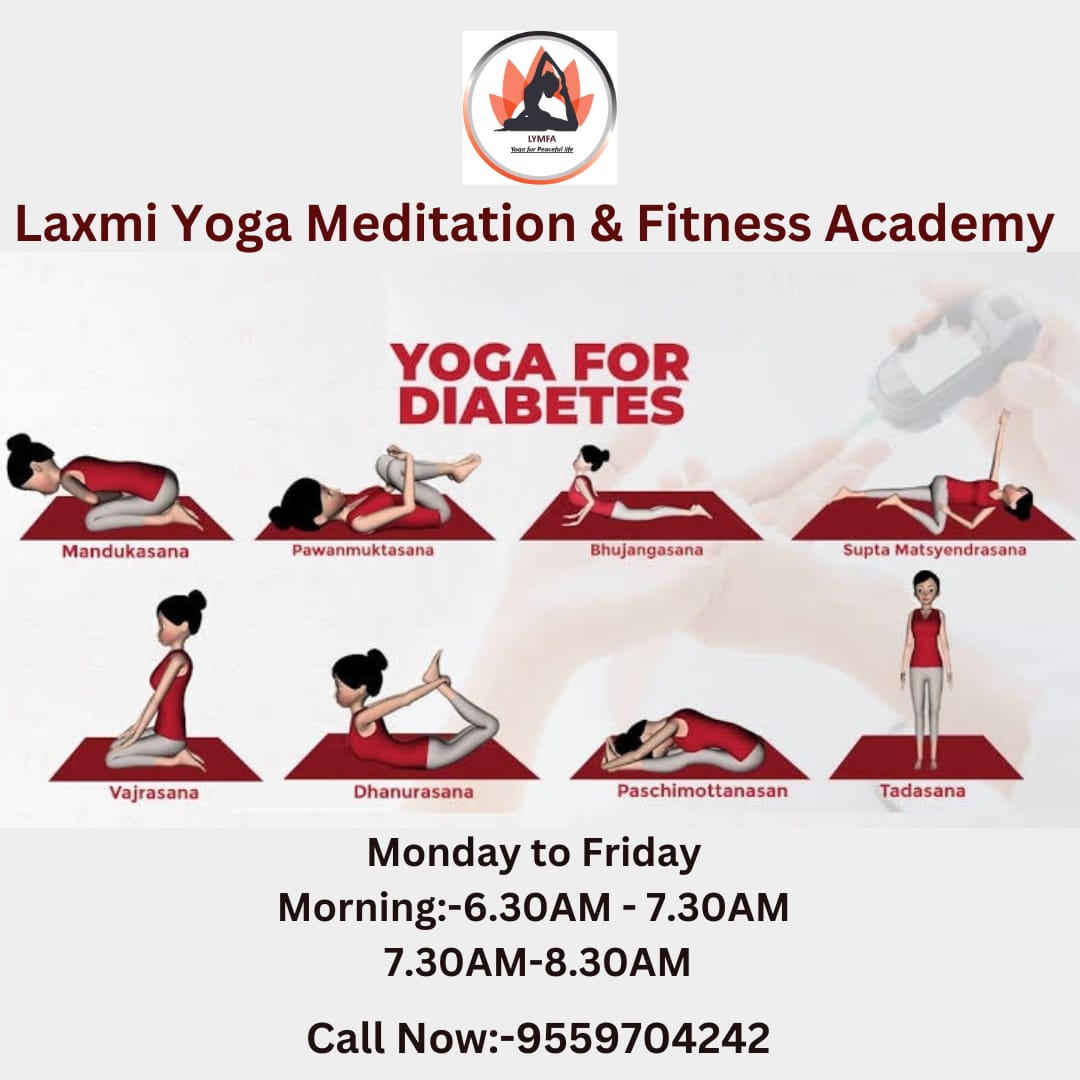 LYMFA
Yoga for Peaceful life
Laxmi Yoga Meditation & Fitness Academy
YOGA FOR
DIABETES
Mandukasana
Pawanmuktasana
Bhujangasana
Supta Matsyendrasana
Vajrasana
Dhanurasana
Paschimottanasan
Tadasana
Monday to Friday
Morning:-6.30AM - 7.30AM
7.30AM-8.30AM
Call Now:-9559704242